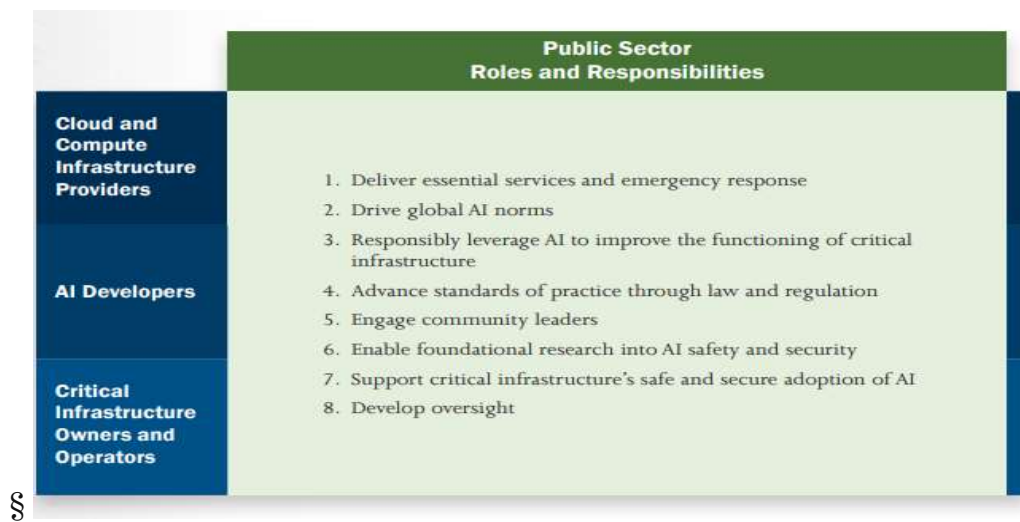 Public Sector
Roles and Responsibilities
Cloud and
Compute
Infrastructure
Providers
AI Developers
Critical
Infrastructure
Owners and
Operators
1. Deliver essential services and emergency response
2. Drive global AI norms
3. Responsibly leverage AI to improve the functioning of critical
infrastructure
4. Advance standards of practice through law and regulation
5. Engage community leaders
6. Enable foundational research into AI safety and security
7. Support critical infrastructure's safe and secure adoption of AI
8. Develop oversight
§